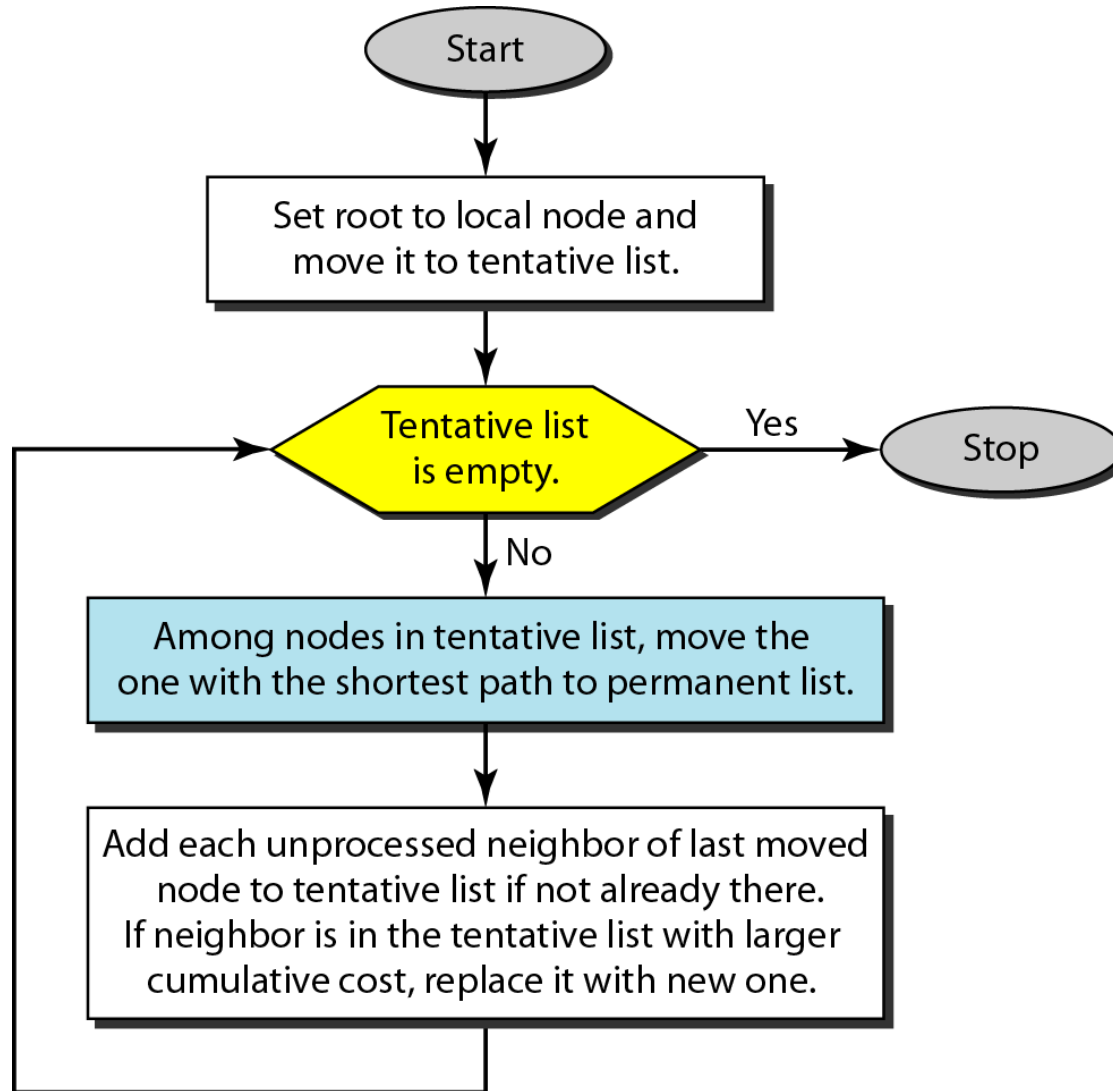 Start
Set root to local node and
move it to tentative list.
Tentative list
is empty.
Yes
Stop
No
Among nodes in tentative list, move the
one with the shortest path to permanent list.
Add each unprocessed neighbor of last moved
node to tentative list if not already there.
If neighbor is in the tentative list with larger
cumulative cost, replace it with new one.